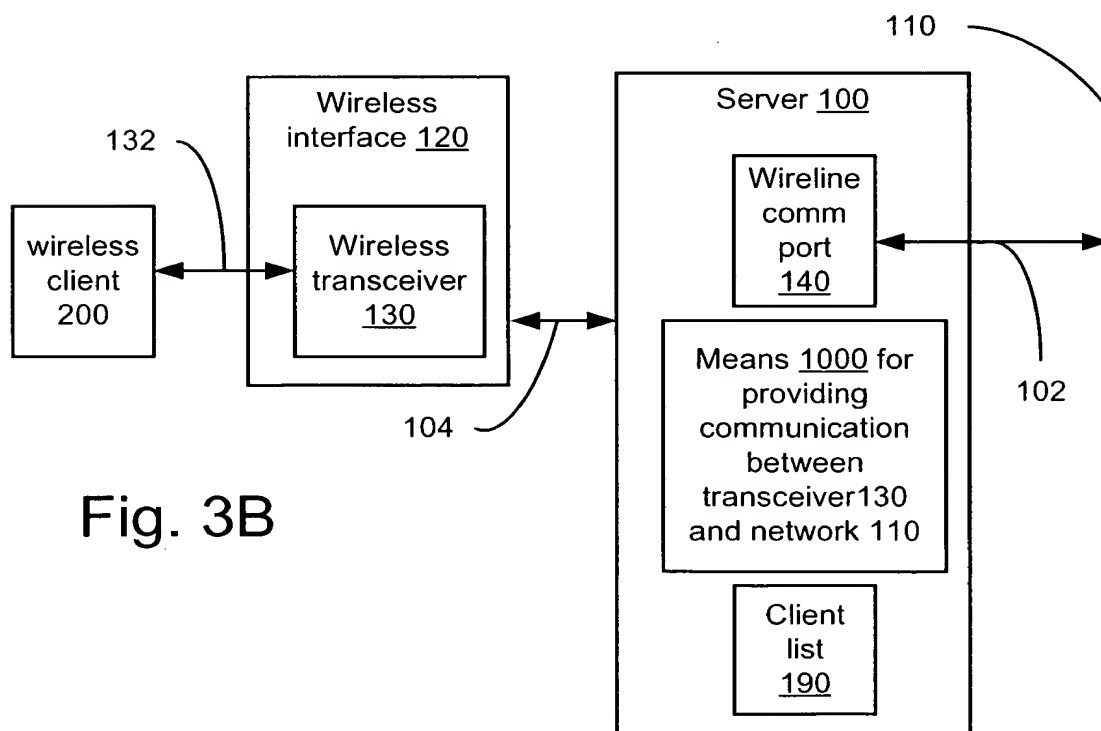 110
Wireless
interface 120
132
Server 100
Wireline
comm
port
140
wireless
client
200
Wireless
transceiver
130
102
104
Means 1000 for
providing
communication
between
transceiver130
and network 110
Fig. 3B
Client
list
190